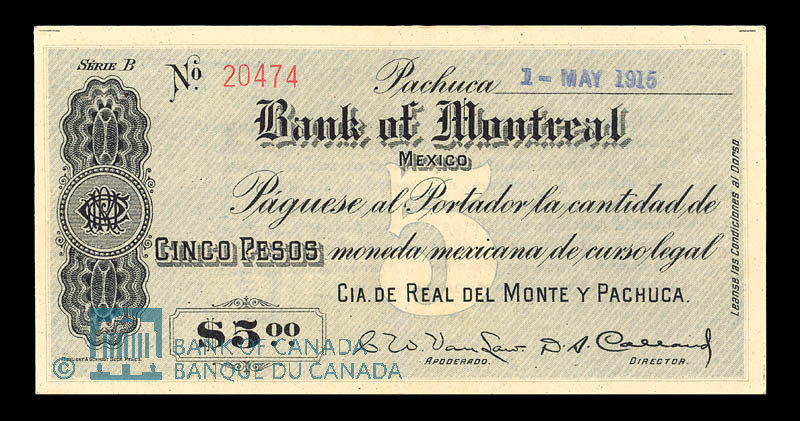 SÉRIE B
No. 20474
Pachuca 1- MAY 1915
Bank of Montreal
MEXICO
5
Páguese al Portador la cantidad de
CINCO PESOS moneda mexicana de curso legal
CIA. DE REAL DEL MONTE Y PACHUCA.
$5.00
APODERADO.
DIRECTOR.
Leanse las Condiciones al Dorso
© BANK OF CANADA
BANQUE DU CANADA